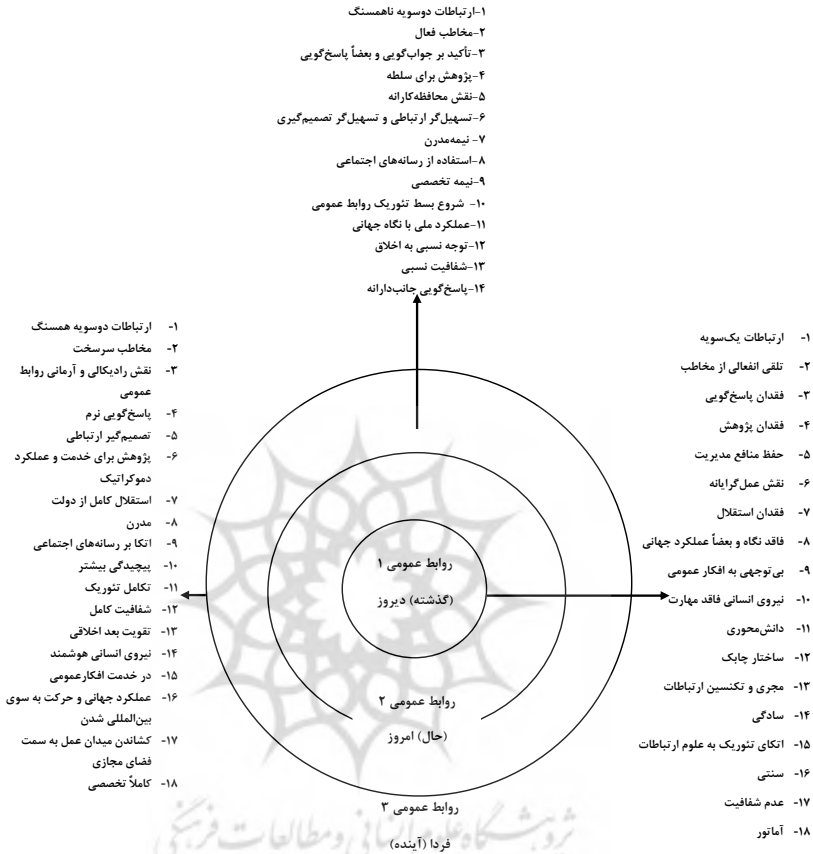 ۱-ارتباطات دوسویه ناهمسنگ
۲-مخاطب فعال
۳-تأکید بر جواب‌گویی و بعضاً پاسخ‌گویی
۴-پژوهش برای سلطه
۵-نقش محافظه‌کارانه
۶-تسهیل‌گر ارتباطی و تسهیل‌گر تصمیم‌گیری
۷- نیمه‌مدرن
۸-استفاده از رسانه‌های اجتماعی
۹-نیمه تخصصی
۱۰- شروع بسط تئوریک روابط عمومی
۱۱-عملکرد ملی با نگاه جهانی
۱۲-توجه نسبی به اخلاق
۱۳-شفافیت نسبی
۱۴-پاسخ‌گویی جانب‌دارانه
۱- ارتباطات یک‌سویه
۲- تلقی انفعالی از مخاطب
۳- فقدان پاسخ‌گویی
۴- فقدان پژوهش
۵- حفظ منافع مدیریت
۶- نقش عمل‌گرایانه
۷- فقدان استقلال
۸- فاقد نگاه و بعضاً عملکرد جهانی
۹- بی‌توجهی به افکار عمومی
۱۰- نیروی انسانی فاقد مهارت
۱۱- دانش‌محوری
۱۲- ساختار چابک
۱۳- مجری و تکنسین ارتباطات
۱۴- سادگی
۱۵- اتکای تئوریک به علوم ارتباطات
۱۶- سنتی
۱۷- عدم شفافیت
۱۸- آماتور
روابط عمومی ۱
(گذشته) دیروز
روابط عمومی ۲
(حال) امروز
روابط عمومی ۳
فردا (آینده)
۱- ارتباطات دوسویه همسنگ
۲- مخاطب سرسخت
۳- نقش رادیکالی و آرمانی روابط
عمومی
۴- پاسخ‌گویی نرم
۵- تصمیم‌گیر ارتباطی
۶- پژوهش برای خدمت و عملکرد
دموکراتیک
۷- استقلال کامل از دولت
۸- مدرن
۹- اتکا بر رسانه‌های اجتماعی
۱۰- پیچیدگی بیشتر
۱۱- تکامل تئوریک
۱۲- شفافیت کامل
۱۳- تقویت بعد اخلاقی
۱۴- نیروی انسانی هوشمند
۱۵- در خدمت افکارعمومی
۱۶- عملکرد جهانی و حرکت به سوی
بین‌المللی شدن
۱۷- کشاندن میدان عمل به سمت
فضای مجازی
۱۸- کاملاً تخصصی
پژوهشگاه علوم انسانی و مطالعات فرهنگی